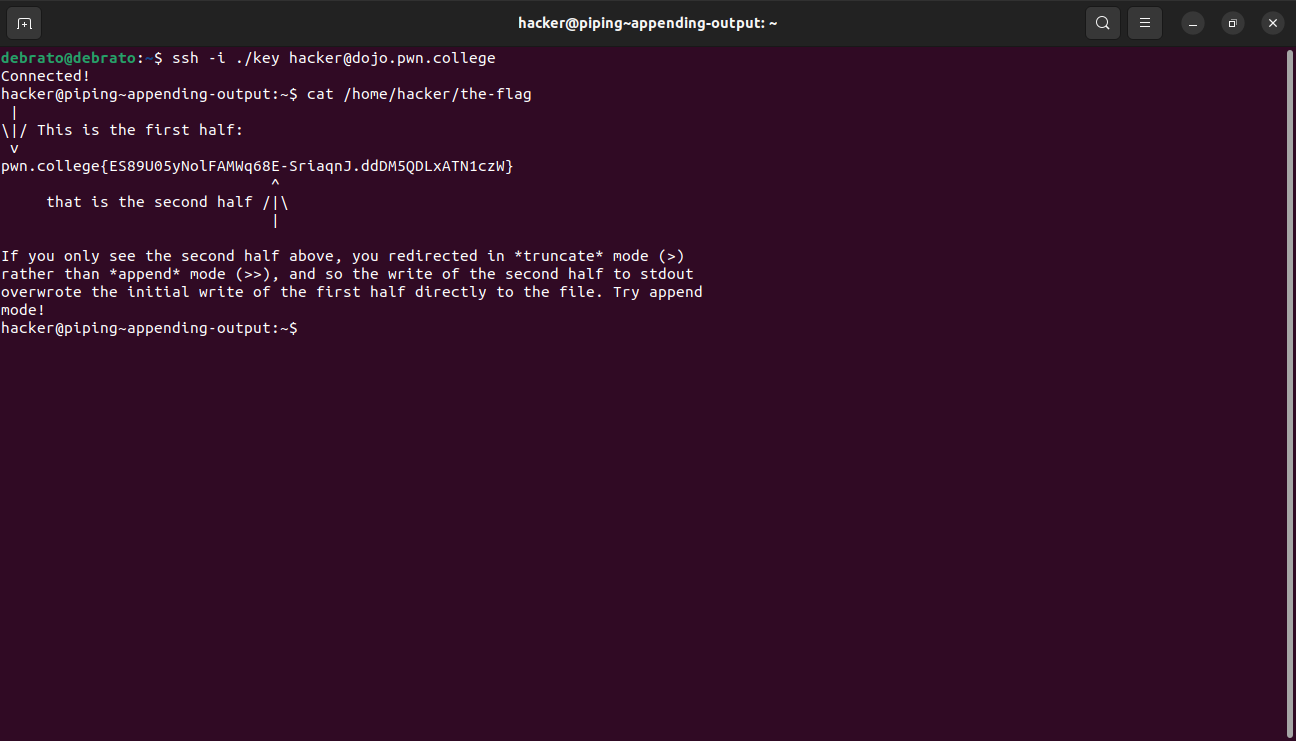 hacker@piping~appending-output: ~
debrato@debrato:~$ ssh -i ./key hacker@dojo.pwn.college
Connected!
hacker@piping~appending-output:~$ cat /home/hacker/the-flag
 |
\|/ This is the first half:
 v
pwn.college{ES89U05yNolFAMWq68E-SriaqnJ.ddDM5QDLxATN1czW}
                              ^
     that is the second half /|\
                              |
If you only see the second half above, you redirected in *truncate* mode (>)
rather than *append* mode (>>), and so the write of the second half to stdout
overwrote the initial write of the first half directly to the file. Try append
mode!
hacker@piping~appending-output:~$